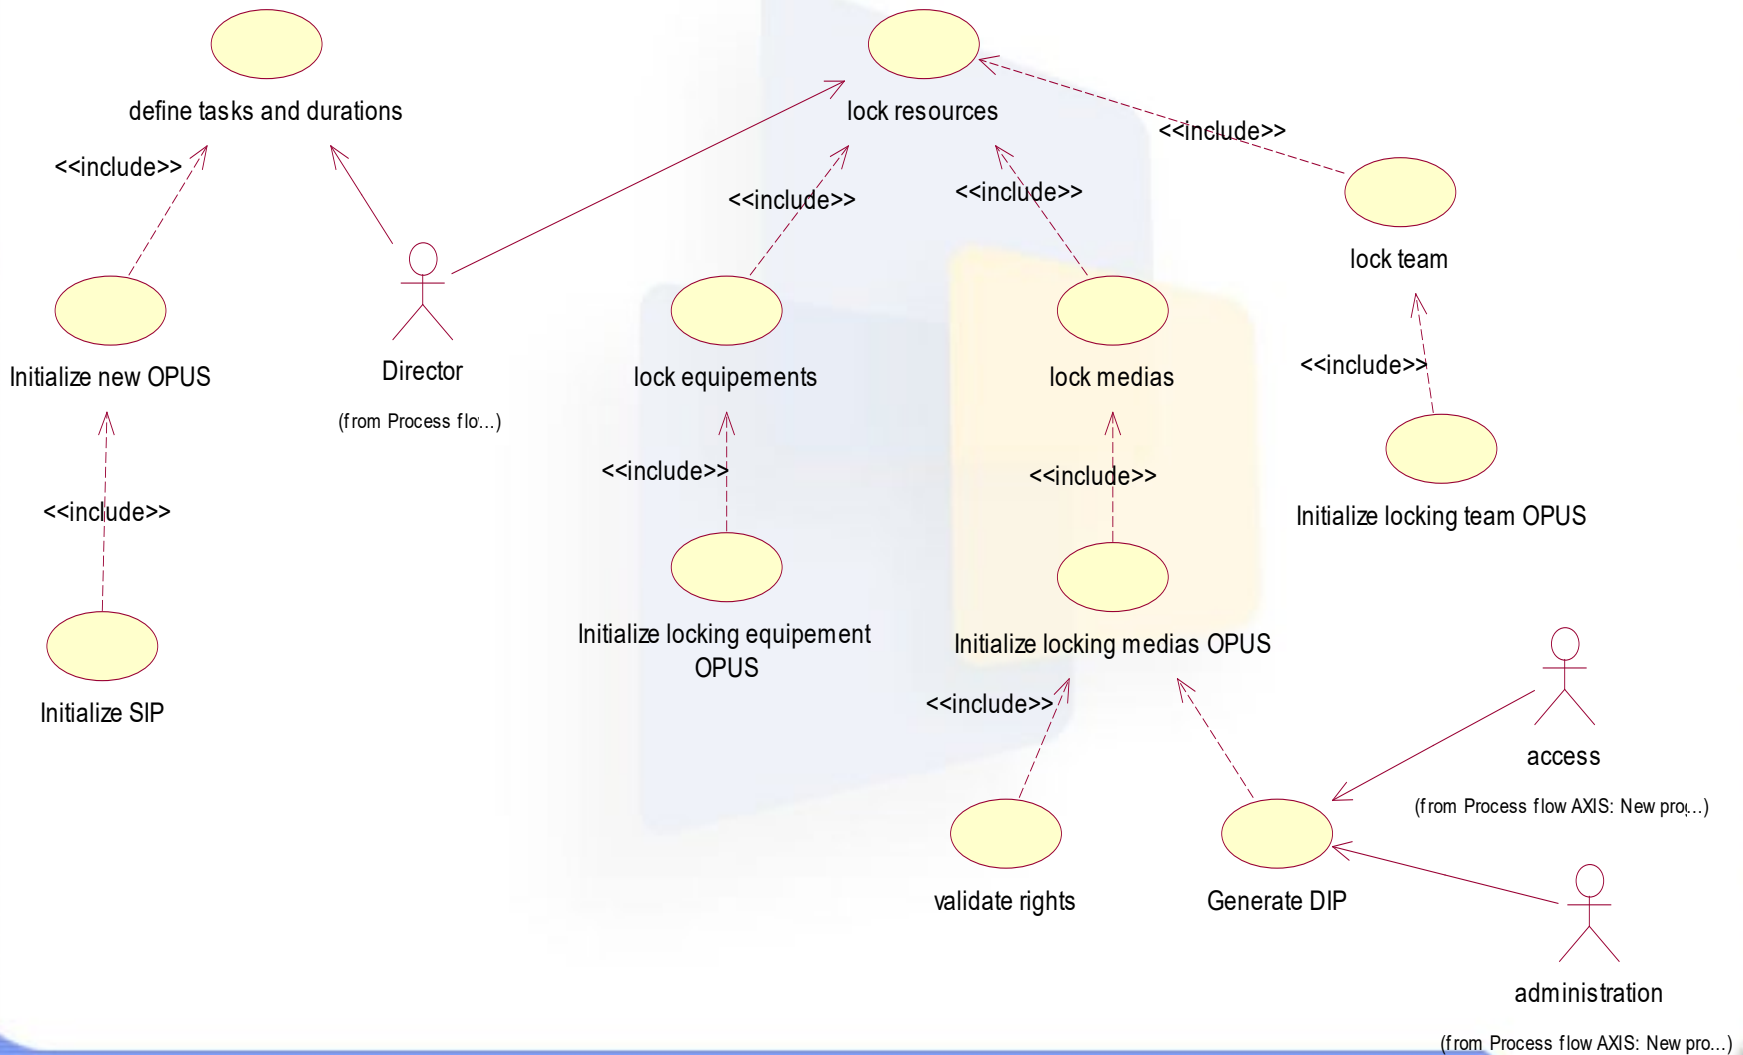 define tasks and durations
lock resources
<<include>>
<<include>>
<<include>>
<<include>>
lock team
Initialize new OPUS
Director
(from Process flo...)
lock equipements
lock medias
<<include>>
<<include>>
<<include>>
<<include>>
Initialize locking team OPUS
Initialize locking equipement
OPUS
Initialize locking medias OPUS
Initialize SIP
<<include>>
access
(from Process flow AXIS: New pro...)
validate rights
Generate DIP
administration
(from Process flow AXIS: New pro...)